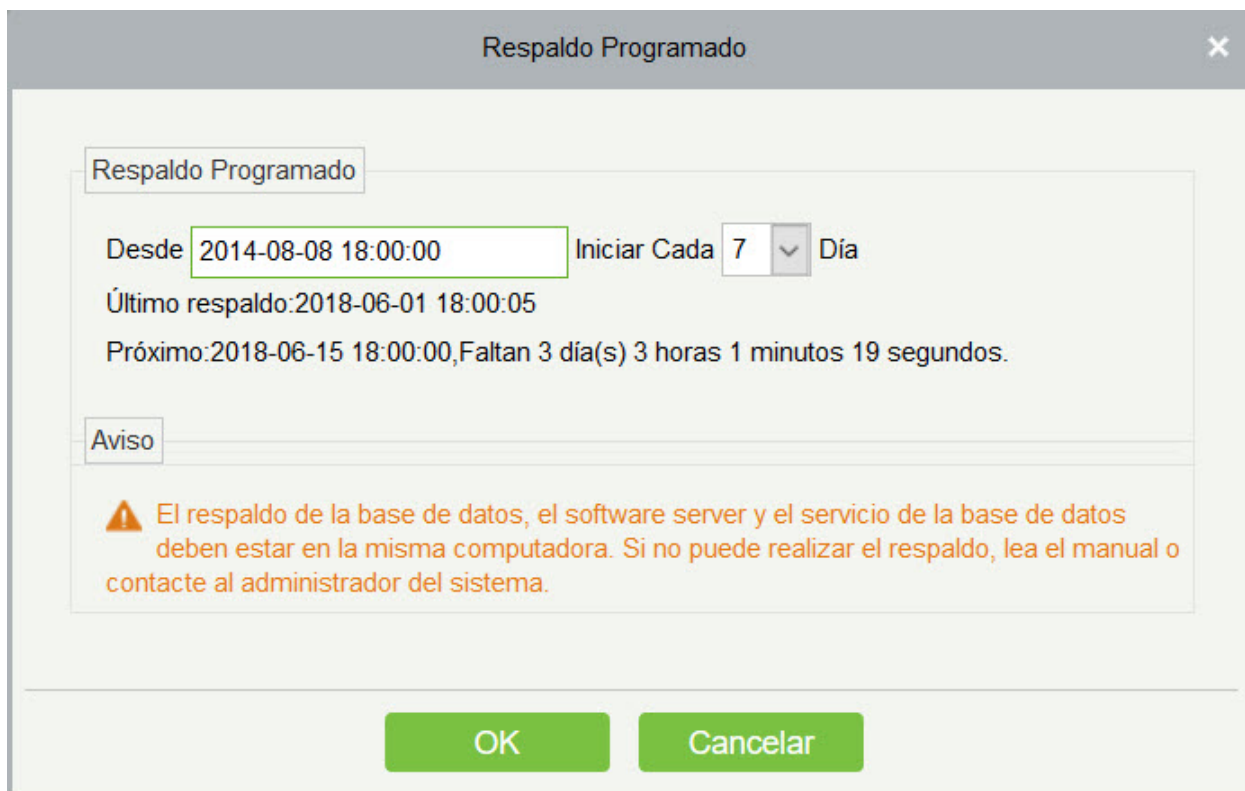 Respaldo Programado
Respaldo Programado
Desde 2014-08-08 18:00:00 Iniciar Cada 7 Día
Último respaldo:2018-06-01 18:00:05
Próximo:2018-06-15 18:00:00,Faltan 3 día(s) 3 horas 1 minutos 19 segundos.
Aviso
El respaldo de la base de datos, el software server y el servicio de la base de datos
deben estar en la misma computadora. Si no puede realizar el respaldo, lea el manual o
contacte al administrador del sistema.
OK Cancelar